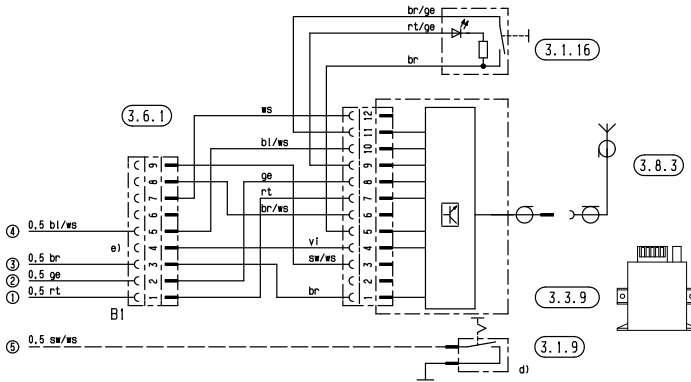 br/ge
rt/ge
br
3.1.16
3.6.1
ws
bl/ws
ge
rt
br/ws
vi
sw/ws
br
12
11
10
9
8
7
6
5
4
3
2
1
9
8
7
6
5
4
3
2
1
3.8.3
④ 0,5 bl/ws
e)
③ 0,5 br
② 0,5 ge
① 0,5 rt
B1
3.3.9
⑤ 0,5 sw/ws
3.1.9
d)